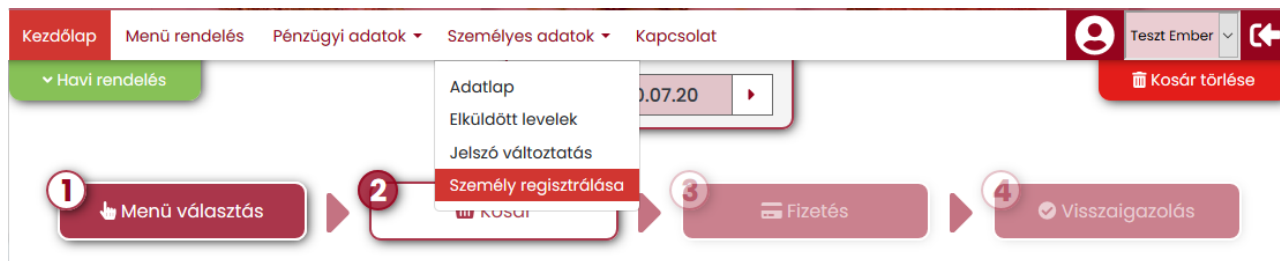 Kezdőlap Menü rendelés Pénzügyi adatok Személyes adatok Kapcsolat Teszt Ember
Havi rendelés
Adatlap
.07.20
Kosár törlése
Elküldött levelek
Jelszó változtatás
Személy regisztrálása
1 Menü választás
2 Kosár
3 Fizetés
4 Visszaigazolás